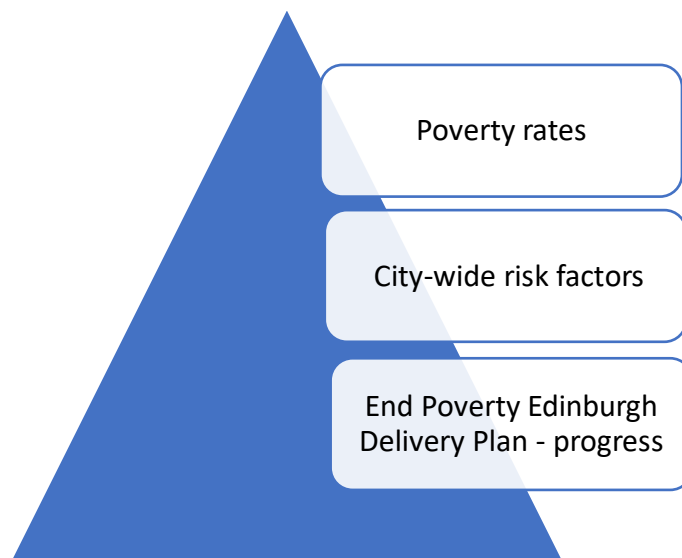 Poverty rates
City-wide risk factors
End Poverty Edinburgh
Delivery Plan - progress